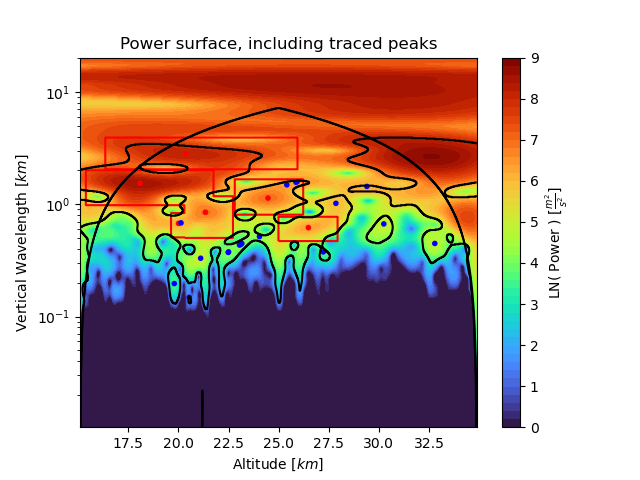 Power surface, including traced peaks
Vertical Wavelength [km]
10¹
10⁰
10⁻¹
17.5 20.0 22.5 25.0 27.5 30.0 32.5
Altitude [km]
9
8
7
6
5
4
3
2
1
0
LN( Power ) [m²/s²]